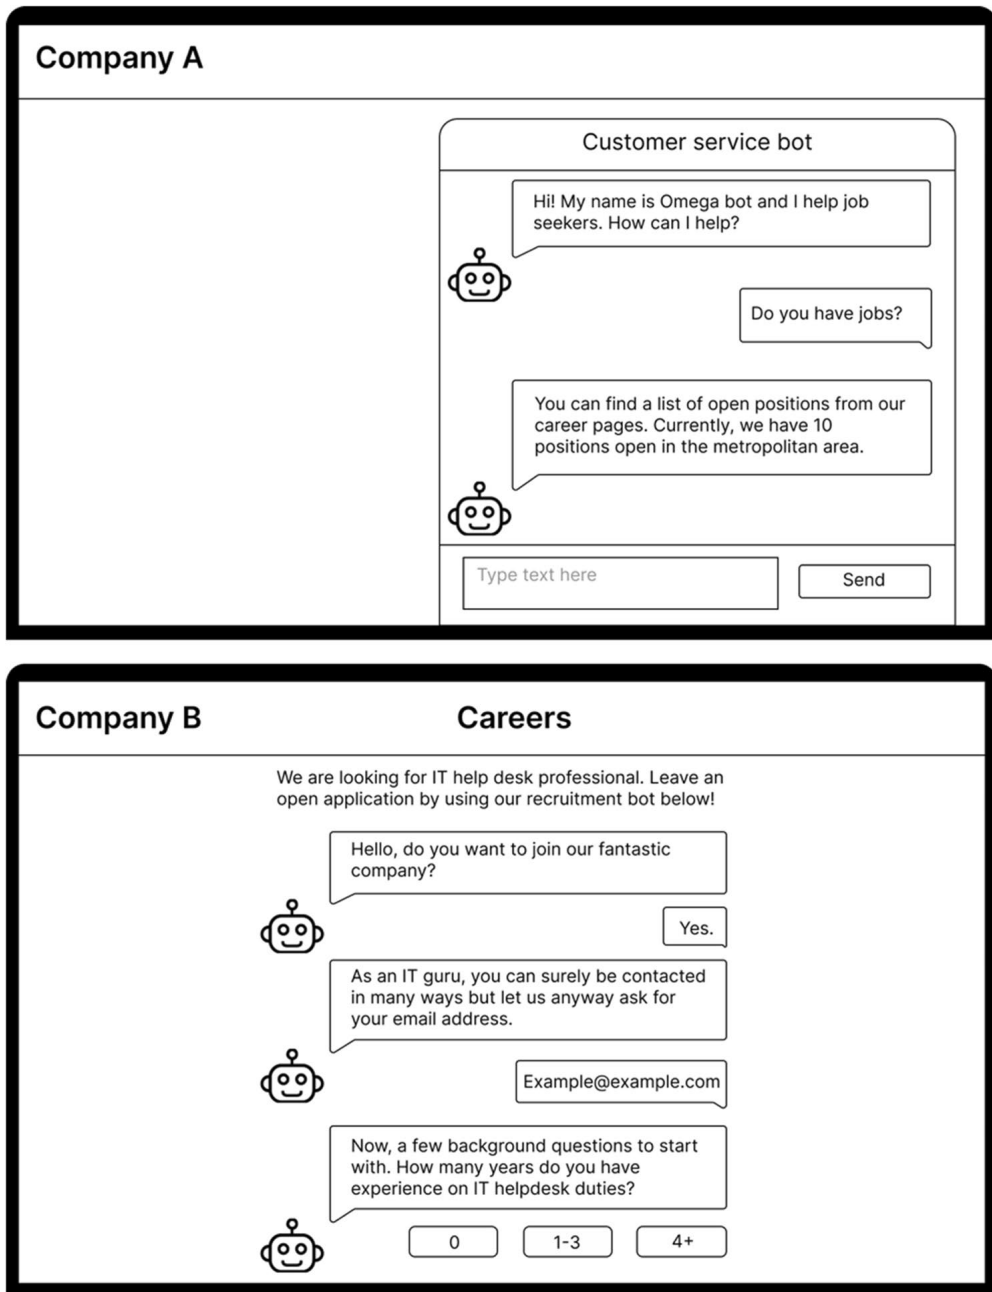 Company A
Customer service bot
Hi! My name is Omega bot and I help job
seekers. How can I help?
Do you have jobs?
You can find a list of open positions from our
career pages. Currently, we have 10
positions open in the metropolitan area.
Type text here
Send
Company B
Careers
We are looking for IT help desk professional. Leave an
open application by using our recruitment bot below!
Hello, do you want to join our fantastic
company?
Yes.
As an IT guru, you can surely be contacted
in many ways but let us anyway ask for
your email address.
Example@example.com
Now, a few background questions to start
with. How many years do you have
experience on IT helpdesk duties?
0
1-3
4+